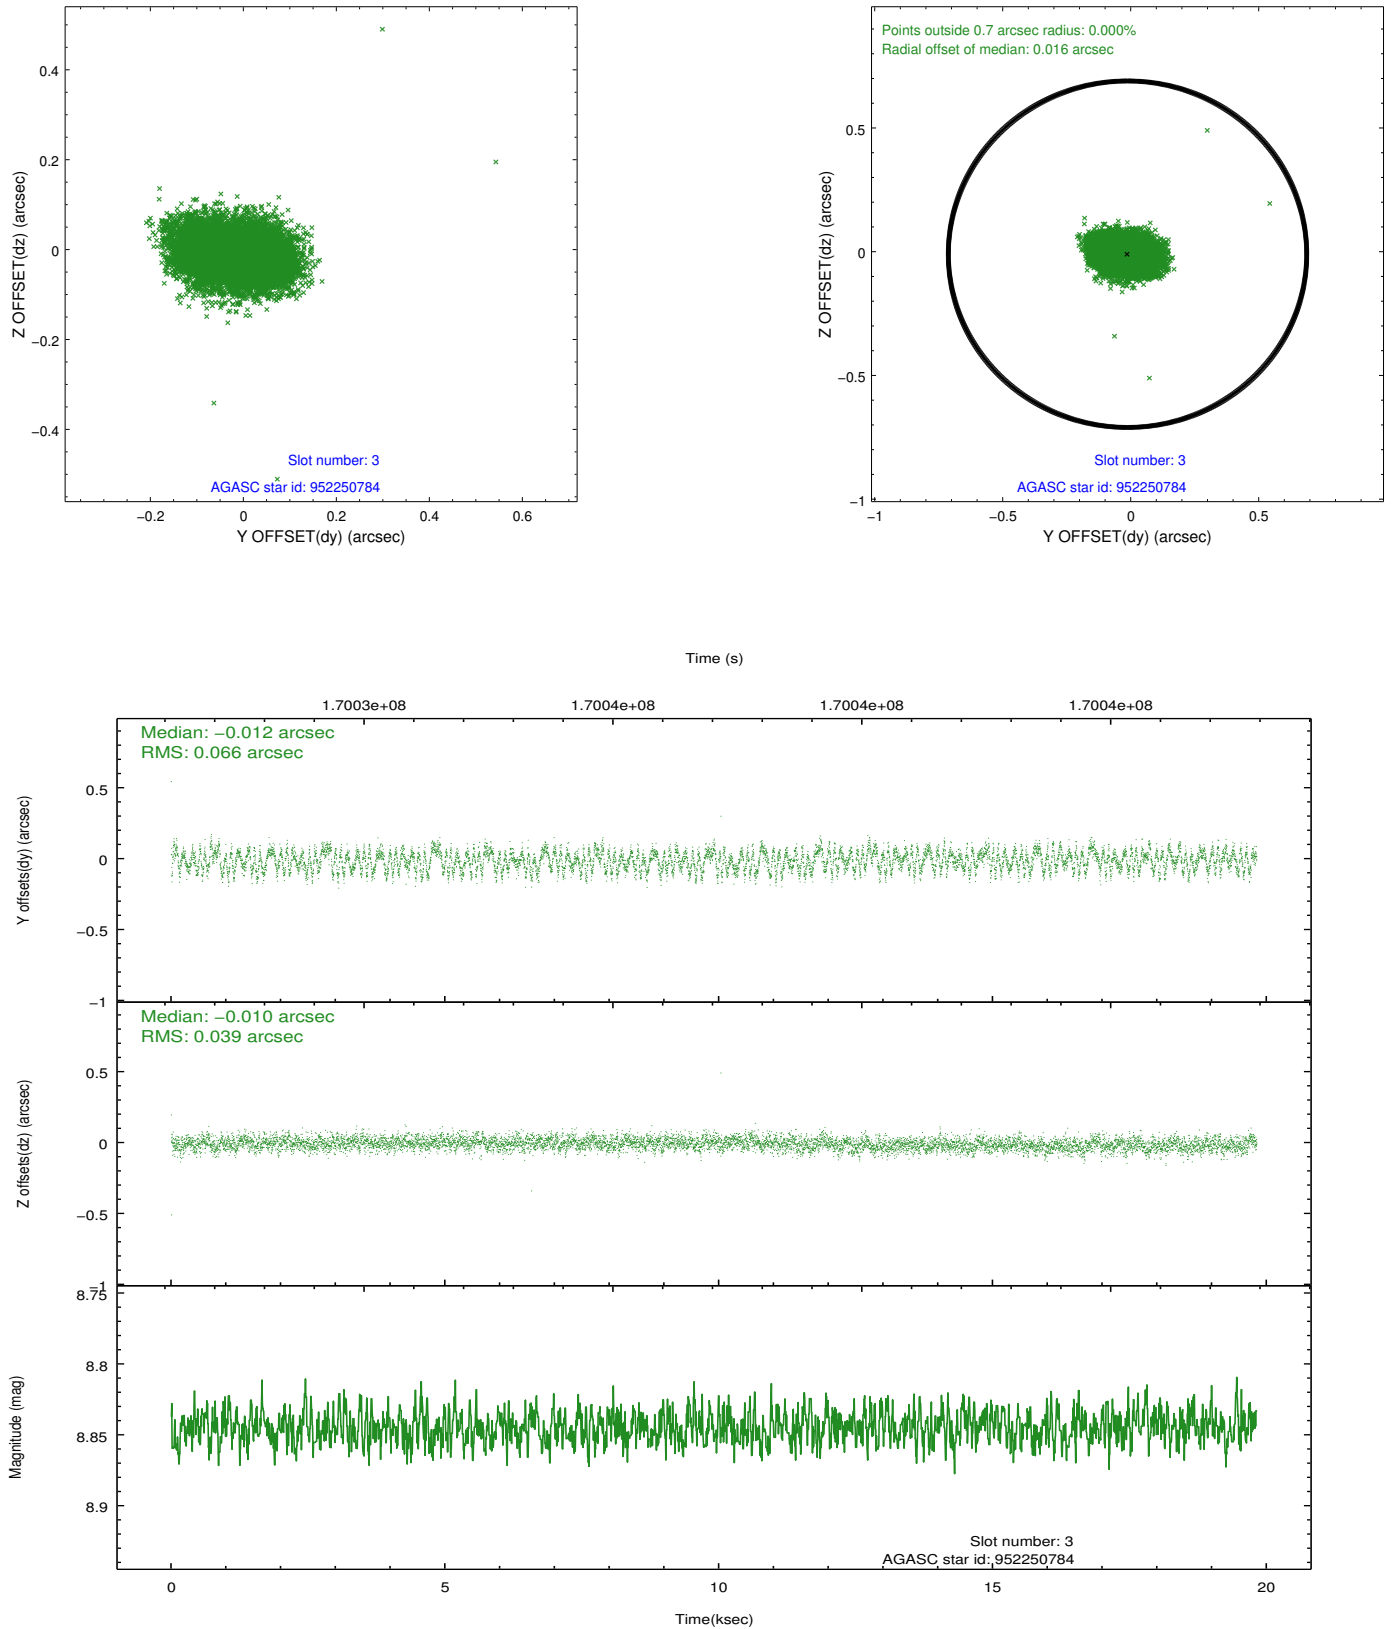 0.4
0.2
0
−0.2
−0.4
Z OFFSET(dz) (arcsec)
Slot number: 3
AGASC star id: 952250784
−0.2
0
0.2
0.4
0.6
Y OFFSET(dy) (arcsec)
Points outside 0.7 arcsec radius: 0.000%
Radial offset of median: 0.016 arcsec
0.5
0
−0.5
−1
Z OFFSET(dz) (arcsec)
Slot number: 3
AGASC star id: 952250784
−1
−0.5
0
0.5
Y OFFSET(dy) (arcsec)
Time (s)
1.7003e+08
1.7004e+08
1.7004e+08
1.7004e+08
Median: −0.012 arcsec
RMS: 0.066 arcsec
0.5
0
−0.5
−1
Y offsets(dy) (arcsec)
Median: −0.010 arcsec
RMS: 0.039 arcsec
0.5
0
−0.5
−1
Z offsets(dz) (arcsec)
8.75
8.8
8.85
8.9
Magnitude (mag)
Slot number: 3
AGASC star id: 952250784
0
5
10
15
20
Time(ksec)